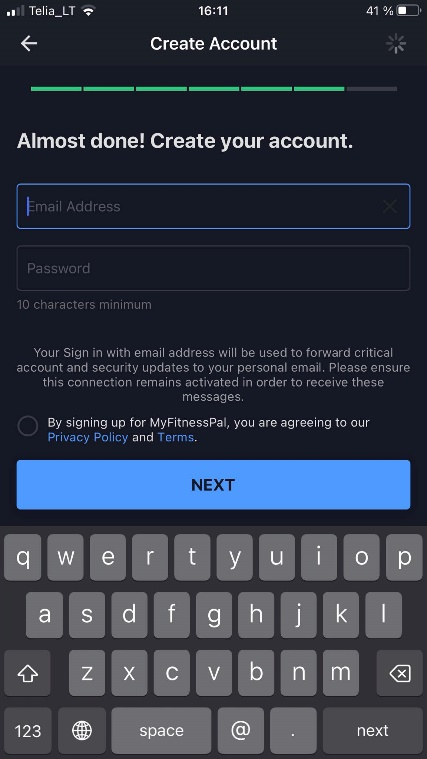 Telia_LT 16:11 41 %
Create Account
Almost done! Create your account.
Email Address
Password
10 characters minimum
Your Sign in with email address will be used to forward critical
account and security updates to your personal email. Please ensure
this connection remains activated in order to receive these
messages.
By signing up for MyFitnessPal, you are agreeing to our
Privacy Policy and Terms.
NEXT
q w e r t y u i o p
a s d f g h j k l
z x c v b n m
123 space @ . next